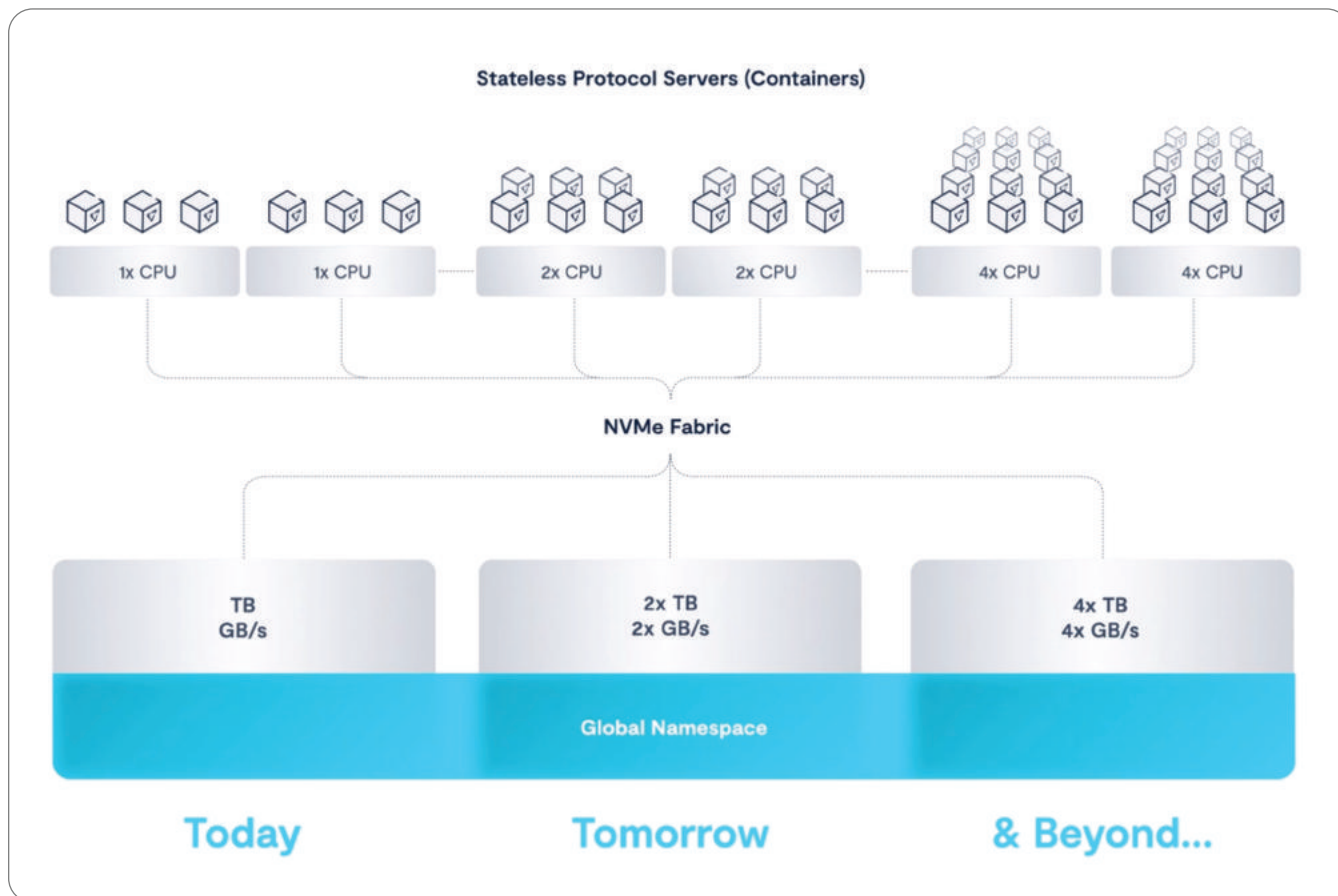 Stateless Protocol Servers (Containers)
1x CPU
1x CPU
2x CPU
2x CPU
4x CPU
4x CPU
NVMe Fabric
TB
GB/s
2x TB
2x GB/s
4x TB
4x GB/s
Global Namespace
Today
Tomorrow
& Beyond...